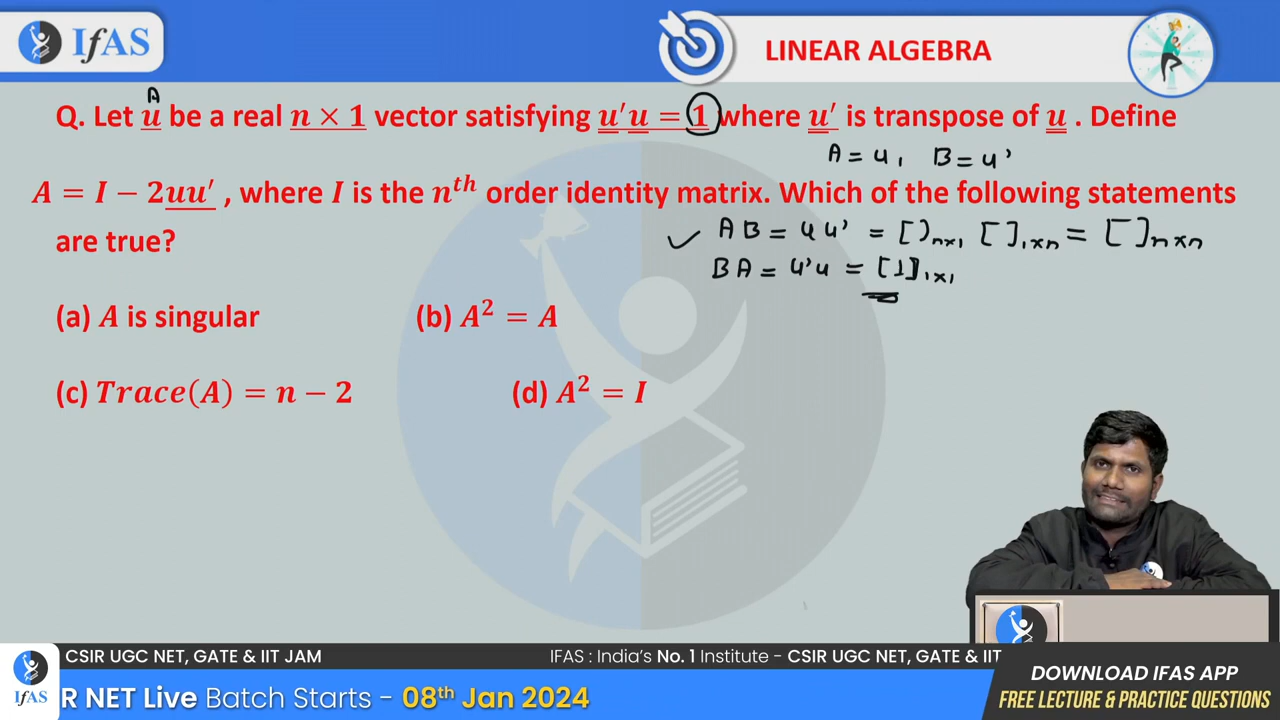 IfAS
LINEAR ALGEBRA
A
Q. Let u be a real n × 1 vector satisfying u′u = 1 where u′ is transpose of u . Define
A = u, B = u'
A = I − 2uu′ , where I is the nth order identity matrix. Which of the following statements
are true?
AB = uu' = [ ]n×1 [ ]1×n = [ ]n×n
BA = u'u = [1]1×1
(a) A is singular (b) A² = A
(c) Trace(A) = n − 2 (d) A² = I
IfAS
CSIR UGC NET, GATE & IIT JAM IFAS : India's No. 1 Institute - CSIR UGC NET, GATE & IIT
R NET Live Batch Starts - 08th Jan 2024
DOWNLOAD IFAS APP
FREE LECTURE & PRACTICE QUESTIONS